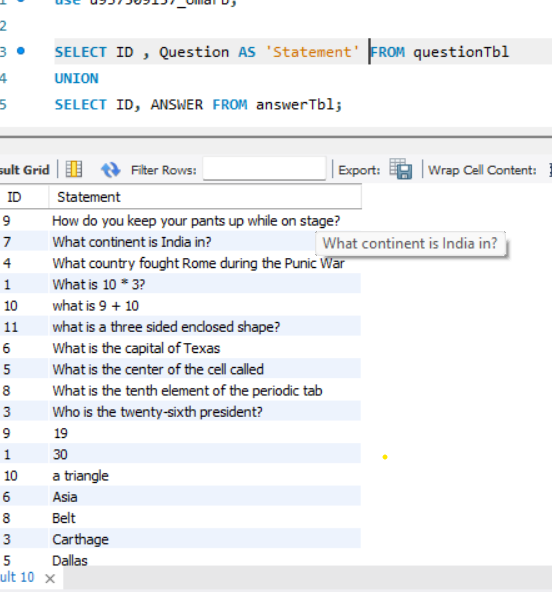 use u957509157_OmarD;
2
3 SELECT ID , Question AS 'Statement' FROM questionTbl
4 UNION
5 SELECT ID, ANSWER FROM answerTbl;
sult Grid Filter Rows: Export: Wrap Cell Content:
ID Statement
9 How do you keep your pants up while on stage?
7 What continent is India in? What continent is India in?
4 What country fought Rome during the Punic War
1 What is 10 * 3?
10 what is 9 + 10
11 what is a three sided enclosed shape?
6 What is the capital of Texas
5 What is the center of the cell called
8 What is the tenth element of the periodic tab
3 Who is the twenty-sixth president?
9 19
1 30
10 a triangle
6 Asia
8 Belt
3 Carthage
5 Dallas
ult 10